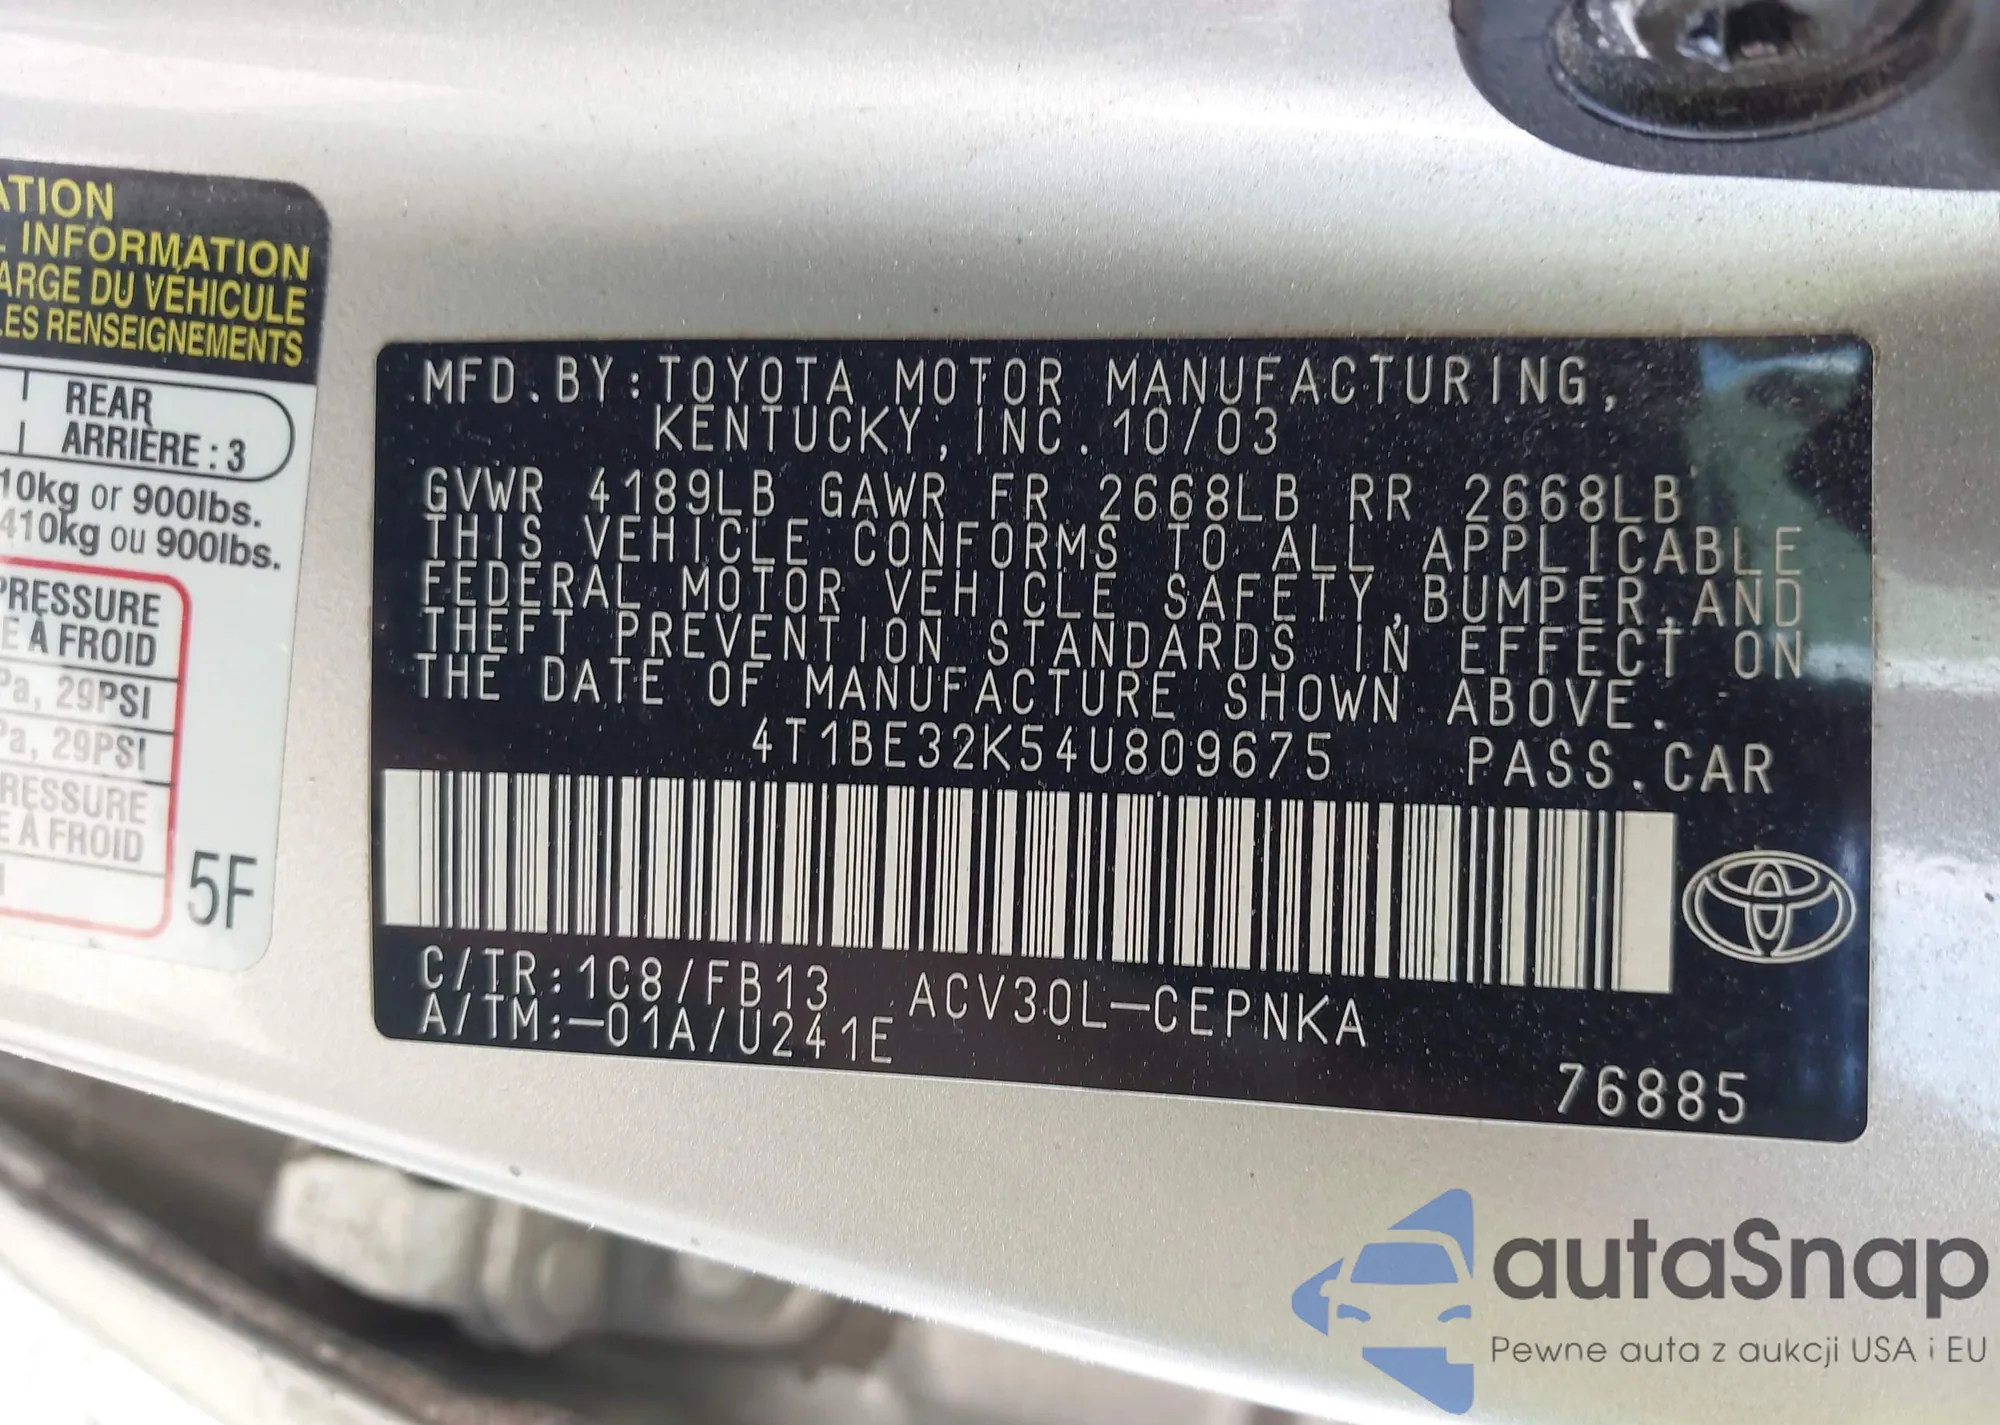 ATION
L INFORMATION
ARGE DU VÉHICULE
LES RENSEIGNEMENTS
REAR
ARRIÈRE : 3
10kg or 900lbs.
410kg ou 900lbs.
PRESSURE
E À FROID
Pa, 29PSI
Pa, 29PSI
RESSURE
E À FROID
5F
MFD.BY:TOYOTA MOTOR MANUFACTURING,
KENTUCKY,INC.10/03
GVWR 4189LB GAWR FR 2668LB RR 2668LB
THIS VEHICLE CONFORMS TO ALL APPLICABLE
FEDERAL MOTOR VEHICLE SAFETY,BUMPER,AND
THEFT PREVENTION STANDARDS IN EFFECT ON
THE DATE OF MANUFACTURE SHOWN ABOVE.
4T1BE32K54U809675 PASS.CAR
C/TR:1C8/FB13 ACV30L-CEPNKA
A/TM:-01A/U241E
76885
autaSnap
Pewne auta z aukcji USA i EU